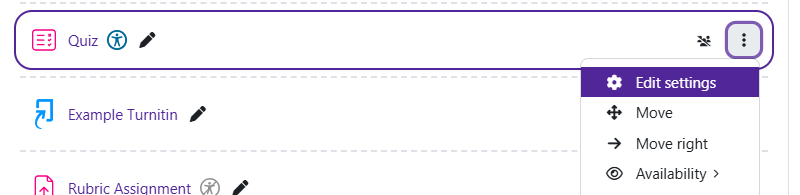 Quiz
Edit settings
Example Turnitin
Move
Move right
Availability
Rubric Assignment